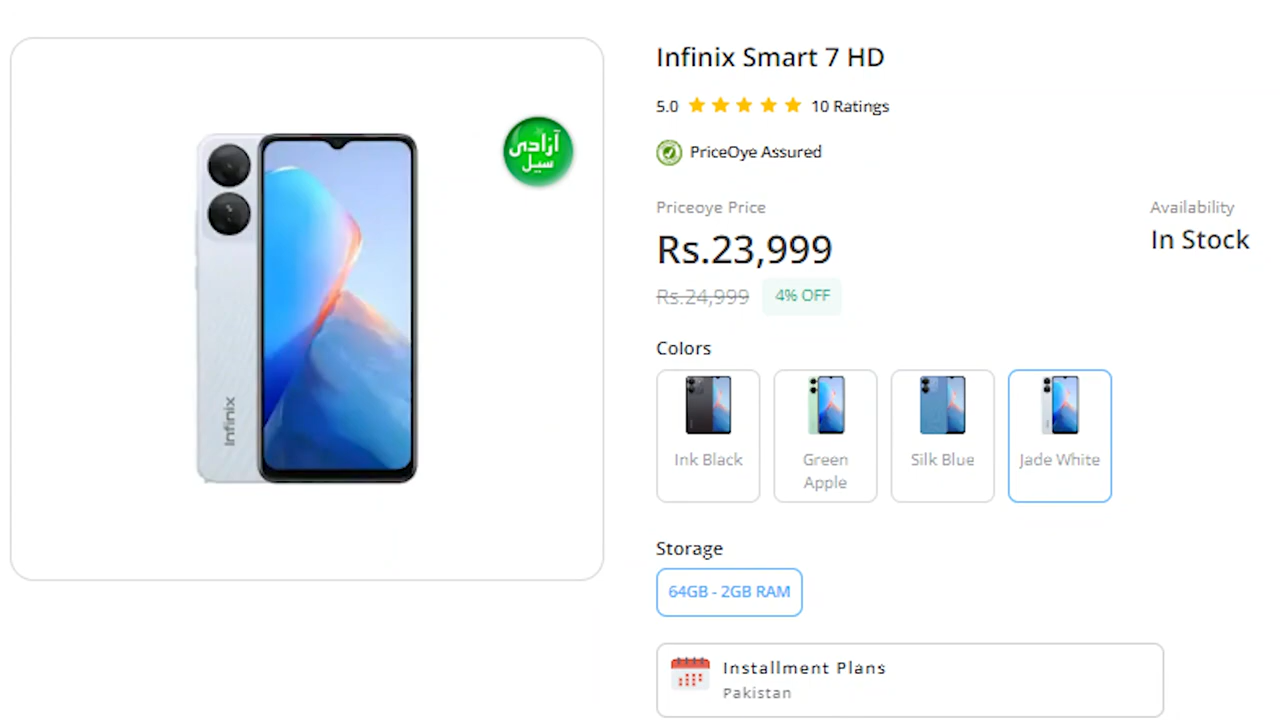 Infinix Smart 7 HD
5.0 10 Ratings
PriceOye Assured
Priceoye Price
Availability
Rs.23,999
In Stock
Rs.24,999 4% OFF
Colors
Ink Black
Green
Apple
Silk Blue
Jade White
Storage
64GB - 2GB RAM
Installment Plans
Pakistan
آزادی
سیل
Infinix